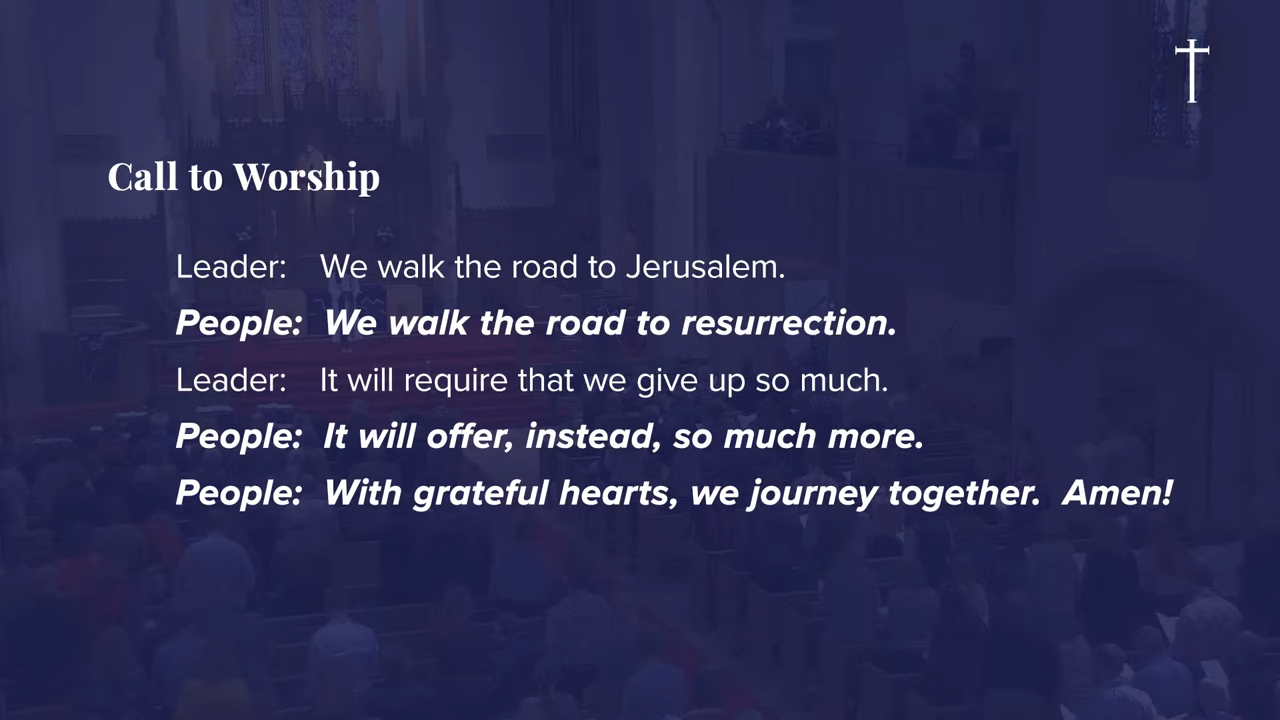 Call to Worship
Leader: We walk the road to Jerusalem.
People: We walk the road to resurrection.
Leader: It will require that we give up so much.
People: It will offer, instead, so much more.
People: With grateful hearts, we journey together. Amen!